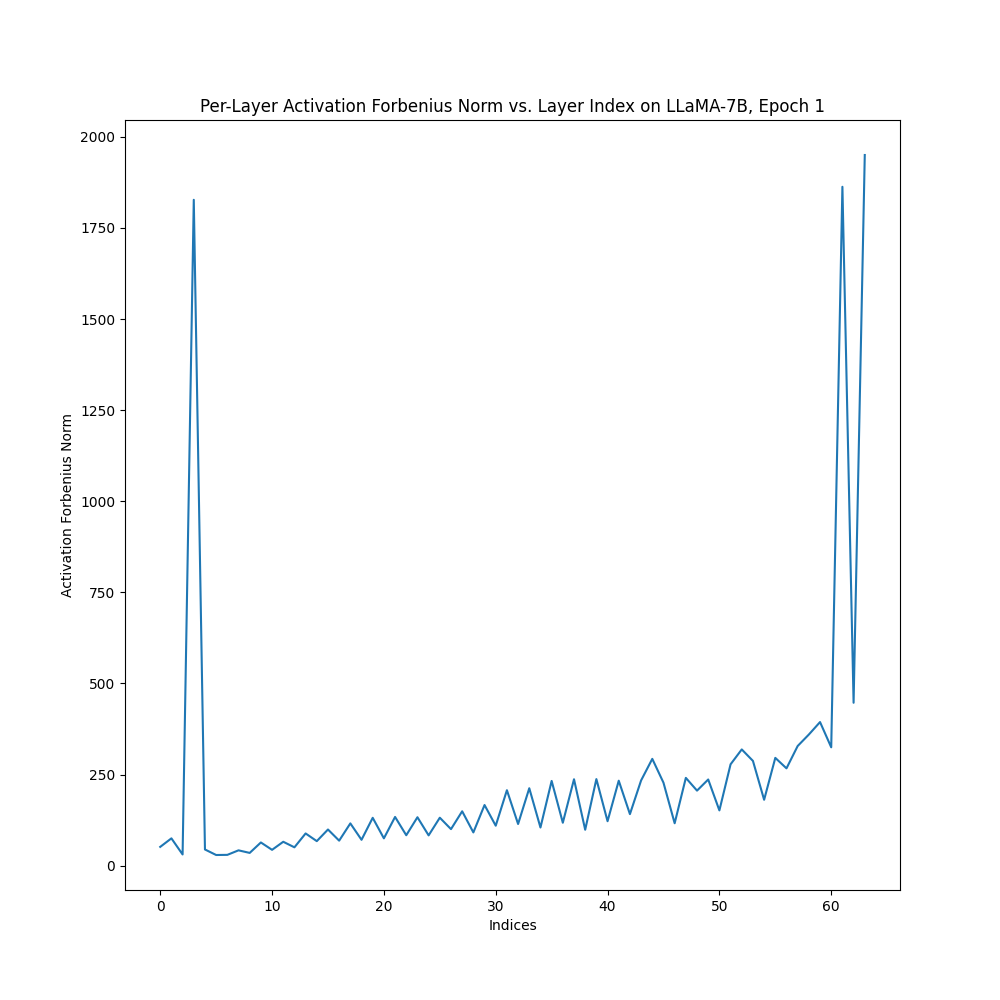 Per-Layer Activation Forbenius Norm vs. Layer Index on LLaMA-7B, Epoch 1
2000
1750
1500
1250
1000
750
500
250
0
Activation Forbenius Norm
0 10 20 30 40 50 60
Indices